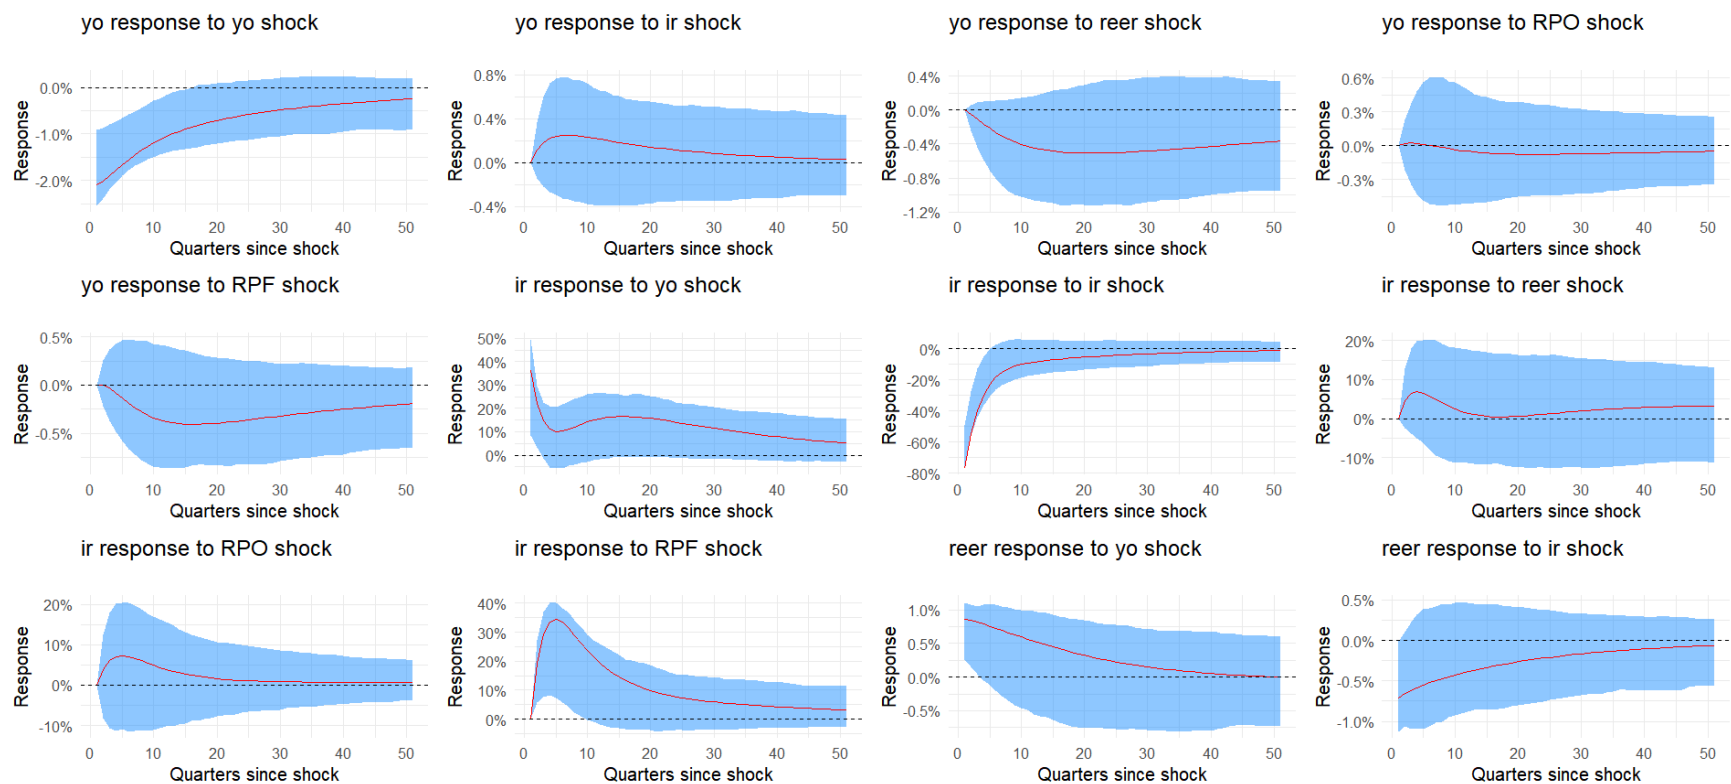 yo response to yo shock
0.0%
-1.0%
-2.0%
Response
0 10 20 30 40 50
Quarters since shock
yo response to ir shock
0.8%
0.4%
0.0%
-0.4%
Response
0 10 20 30 40 50
Quarters since shock
yo response to reer shock
0.4%
0.0%
-0.4%
-0.8%
-1.2%
Response
0 10 20 30 40 50
Quarters since shock
yo response to RPO shock
0.6%
0.3%
0.0%
-0.3%
Response
0 10 20 30 40 50
Quarters since shock
yo response to RPF shock
0.5%
0.0%
-0.5%
Response
0 10 20 30 40 50
Quarters since shock
ir response to yo shock
50%
40%
30%
20%
10%
0%
Response
0 10 20 30 40 50
Quarters since shock
ir response to ir shock
0%
-20%
-40%
-60%
-80%
Response
0 10 20 30 40 50
Quarters since shock
ir response to reer shock
20%
10%
0%
-10%
Response
0 10 20 30 40 50
Quarters since shock
ir response to RPO shock
20%
10%
0%
-10%
Response
0 10 20 30 40 50
Quarters since shock
ir response to RPF shock
40%
30%
20%
10%
0%
Response
0 10 20 30 40 50
Quarters since shock
reer response to yo shock
1.0%
0.5%
0.0%
-0.5%
Response
0 10 20 30 40 50
Quarters since shock
reer response to ir shock
0.5%
0.0%
-0.5%
-1.0%
Response
0 10 20 30 40 50
Quarters since shock